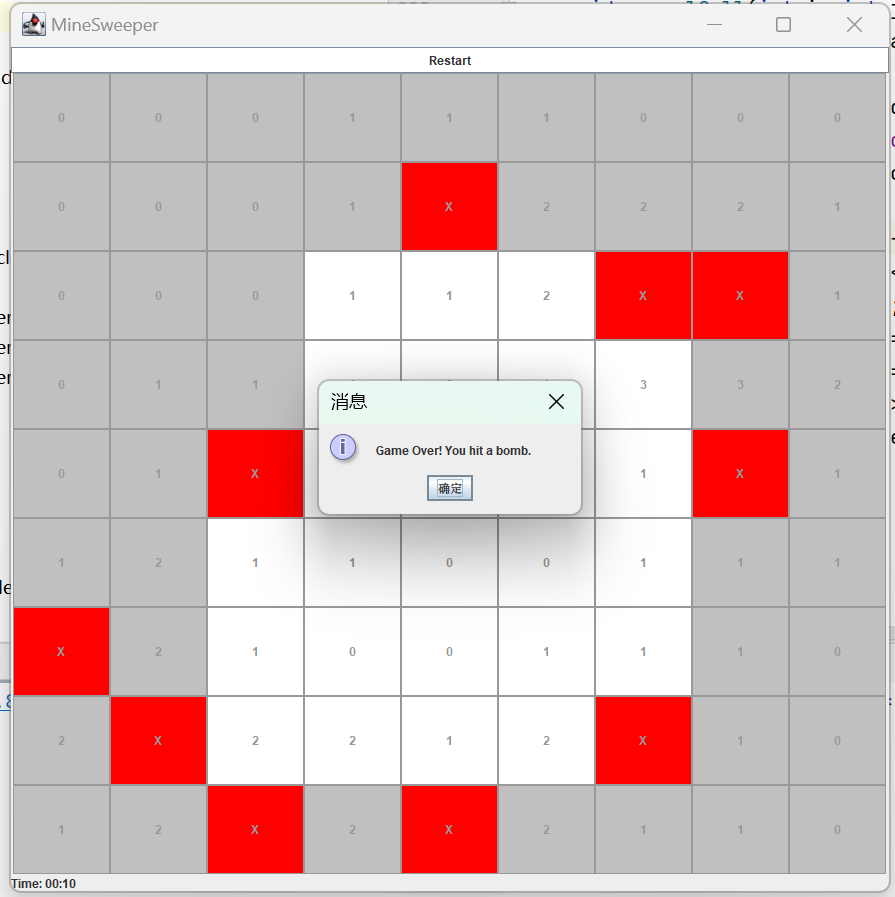 MineSweeper
Restart
0 0 0 1 1 1 0 0 0
0 0 0 1 X 2 2 2 1
0 0 0 1 1 2 X X 1
0 1 1 3 3 2
消息
0 1 X 1 X 1
Game Over! You hit a bomb.
确定
1 2 1 1 0 0 1 1 1
X 2 1 0 0 1 1 1 0
2 X 2 2 1 2 X 1 0
1 2 X 2 X 2 1 1 0
Time: 00:10